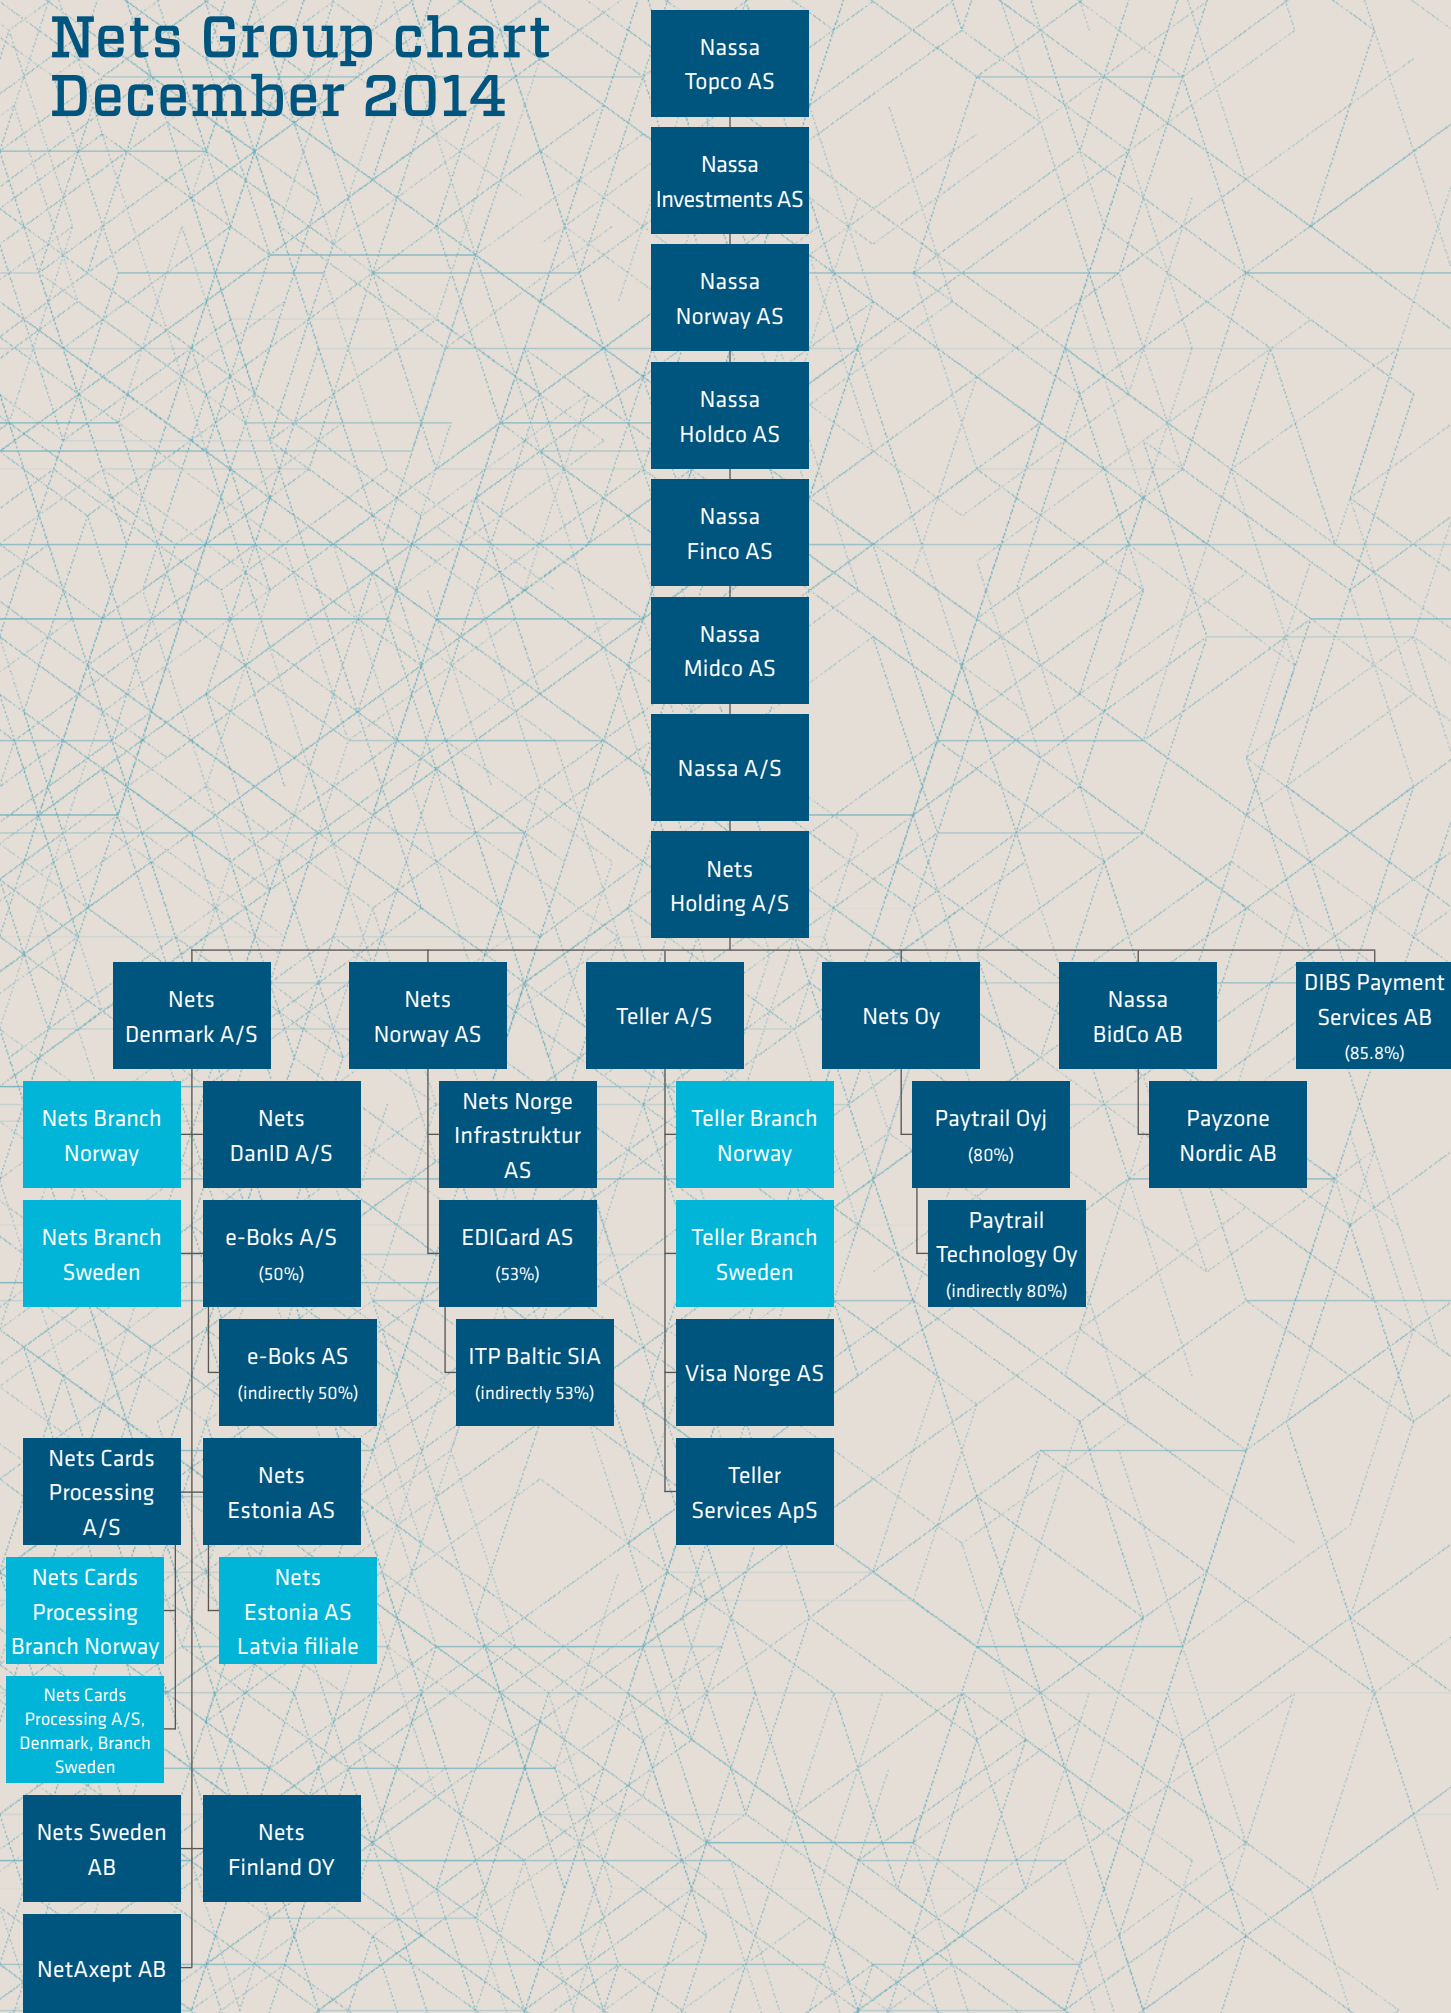 Nets Group chart
December 2014
Nassa
Topco AS
Nassa
Investments AS
Nassa
Norway AS
Nassa
Holdco AS
Nassa
Finco AS
Nassa
Midco AS
Nassa A/S
Nets
Holding A/S
Nets
Denmark A/S
Nets
Norway AS
Teller A/S
Nets Oy
Nassa
BidCo AB
DIBS Payment
Services AB
(85.8%)
Nets Branch
Norway
Nets
DanID A/S
Nets Norge
Infrastruktur
AS
Teller Branch
Norway
Paytrail Oyj
(80%)
Payzone
Nordic AB
Nets Branch
Sweden
e-Boks A/S
(50%)
EDIGard AS
(53%)
Teller Branch
Sweden
Paytrail
Technology Oy
(indirectly 80%)
e-Boks AS
(indirectly 50%)
ITP Baltic SIA
(indirectly 53%)
Visa Norge AS
Nets Cards
Processing
A/S
Nets
Estonia AS
Teller
Services ApS
Nets Cards
Processing
Branch Norway
Nets
Estonia AS
Latvia filiale
Nets Cards
Processing A/S,
Denmark, Branch
Sweden
Nets Sweden
AB
Nets
Finland OY
NetAxept AB